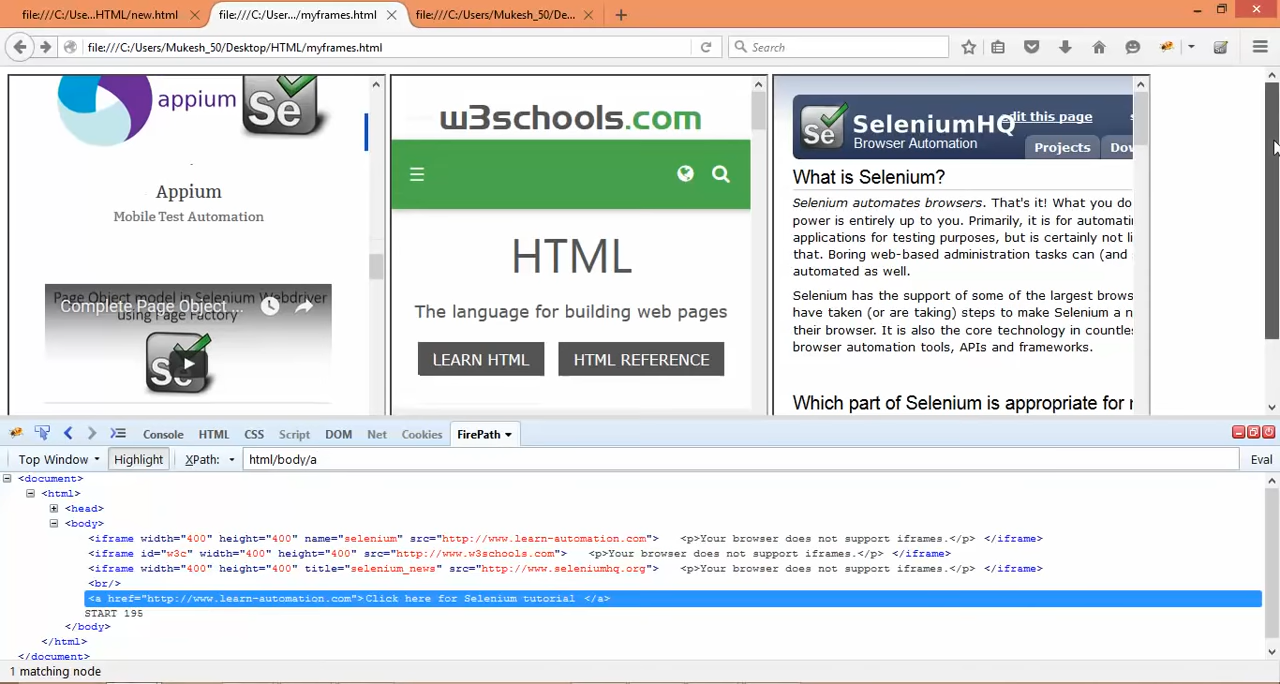 file:///C:/Use...HTML/new.html
file:///C:/User.../myframes.html
file:///C:/Users/Mukesh_50/De...
file:///C:/Users/Mukesh_50/Desktop/HTML/myframes.html
Search
appium
Se
Appium
Mobile Test Automation
Page Object model in Selenium Webdriver
using Page Factory
Complete Page Object ...
Se
w3schools.com
HTML
The language for building web pages
LEARN HTML
HTML REFERENCE
Se
SeleniumHQ
Browser Automation
edit this page
Projects
Dow
What is Selenium?
Selenium automates browsers. That's it! What you do
power is entirely up to you. Primarily, it is for automatin
applications for testing purposes, but is certainly not li
that. Boring web-based administration tasks can (and
automated as well.
Selenium has the support of some of the largest brows
have taken (or are taking) steps to make Selenium a n
their browser. It is also the core technology in countles
browser automation tools, APIs and frameworks.
Which part of Selenium is appropriate for
Console HTML CSS Script DOM Net Cookies FirePath
Top Window Highlight XPath: html/body/a Eval
<document>
<html>
<head>
<body>
<iframe width="400" height="400" name="selenium" src="http://www.learn-automation.com"> <p>Your browser does not support iframes.</p> </iframe>
<iframe id="w3c" width="400" height="400" src="http://www.w3schools.com"> <p>Your browser does not support iframes.</p> </iframe>
<iframe width="400" height="400" title="selenium_news" src="http://www.seleniumhq.org"> <p>Your browser does not support iframes.</p> </iframe>
<br/>
<a href="http://www.learn-automation.com">Click here for Selenium tutorial </a>
START 195
</body>
</html>
</document>
1 matching node